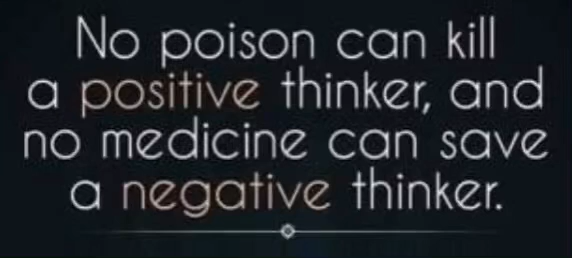 No poison can kill
a positive thinker, and
no medicine can save
a negative thinker.